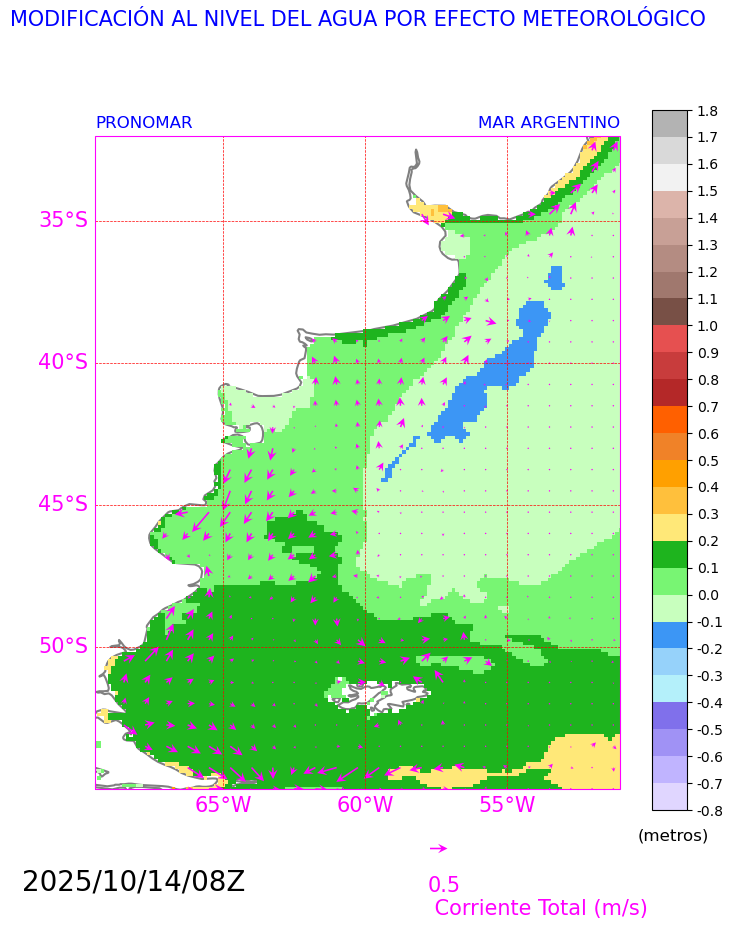 MODIFICACIÓN AL NIVEL DEL AGUA POR EFECTO METEOROLÓGICO
PRONOMAR
MAR ARGENTINO
35°S
40°S
45°S
50°S
65°W
60°W
55°W
1.8
1.7
1.6
1.5
1.4
1.3
1.2
1.1
1.0
0.9
0.8
0.7
0.6
0.5
0.4
0.3
0.2
0.1
0.0
-0.1
-0.2
-0.3
-0.4
-0.5
-0.6
-0.7
-0.8
(metros)
2025/10/14/08Z
0.5
Corriente Total (m/s)